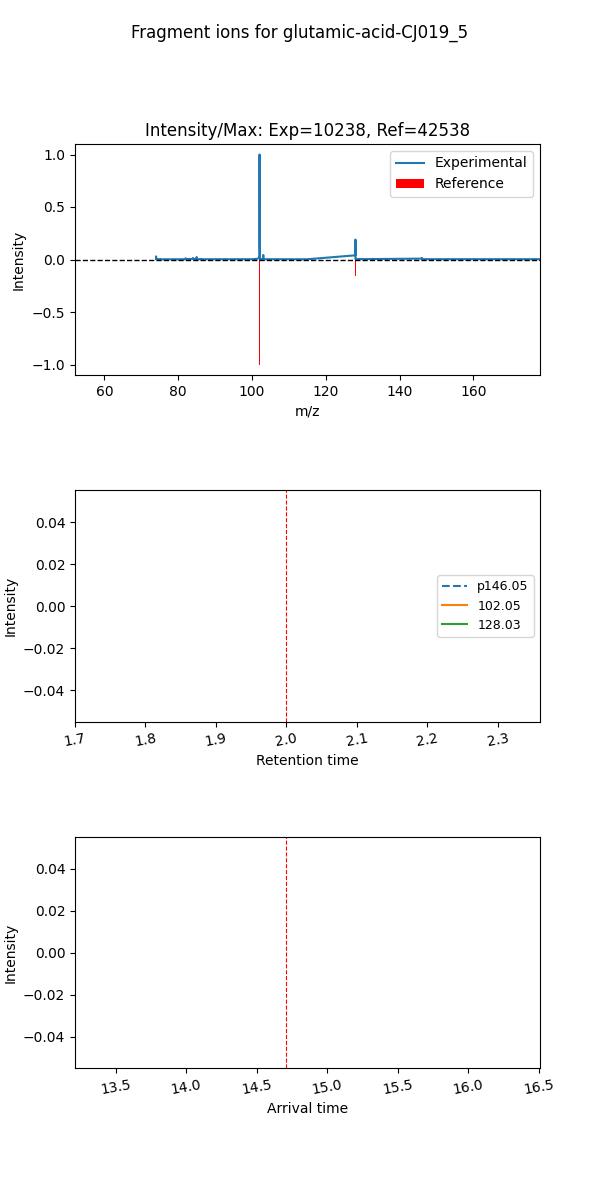 Fragment ions for glutamic-acid-CJ019_5
Intensity/Max: Exp=10238, Ref=42538
Experimental
Reference
1.0
0.5
0.0
−0.5
−1.0
Intensity
60 80 100 120 140 160
m/z
0.04
0.02
0.00
−0.02
−0.04
Intensity
p146.05
102.05
128.03
1.7 1.8 1.9 2.0 2.1 2.2 2.3
Retention time
0.04
0.02
0.00
−0.02
−0.04
Intensity
13.5 14.0 14.5 15.0 15.5 16.0 16.5
Arrival time